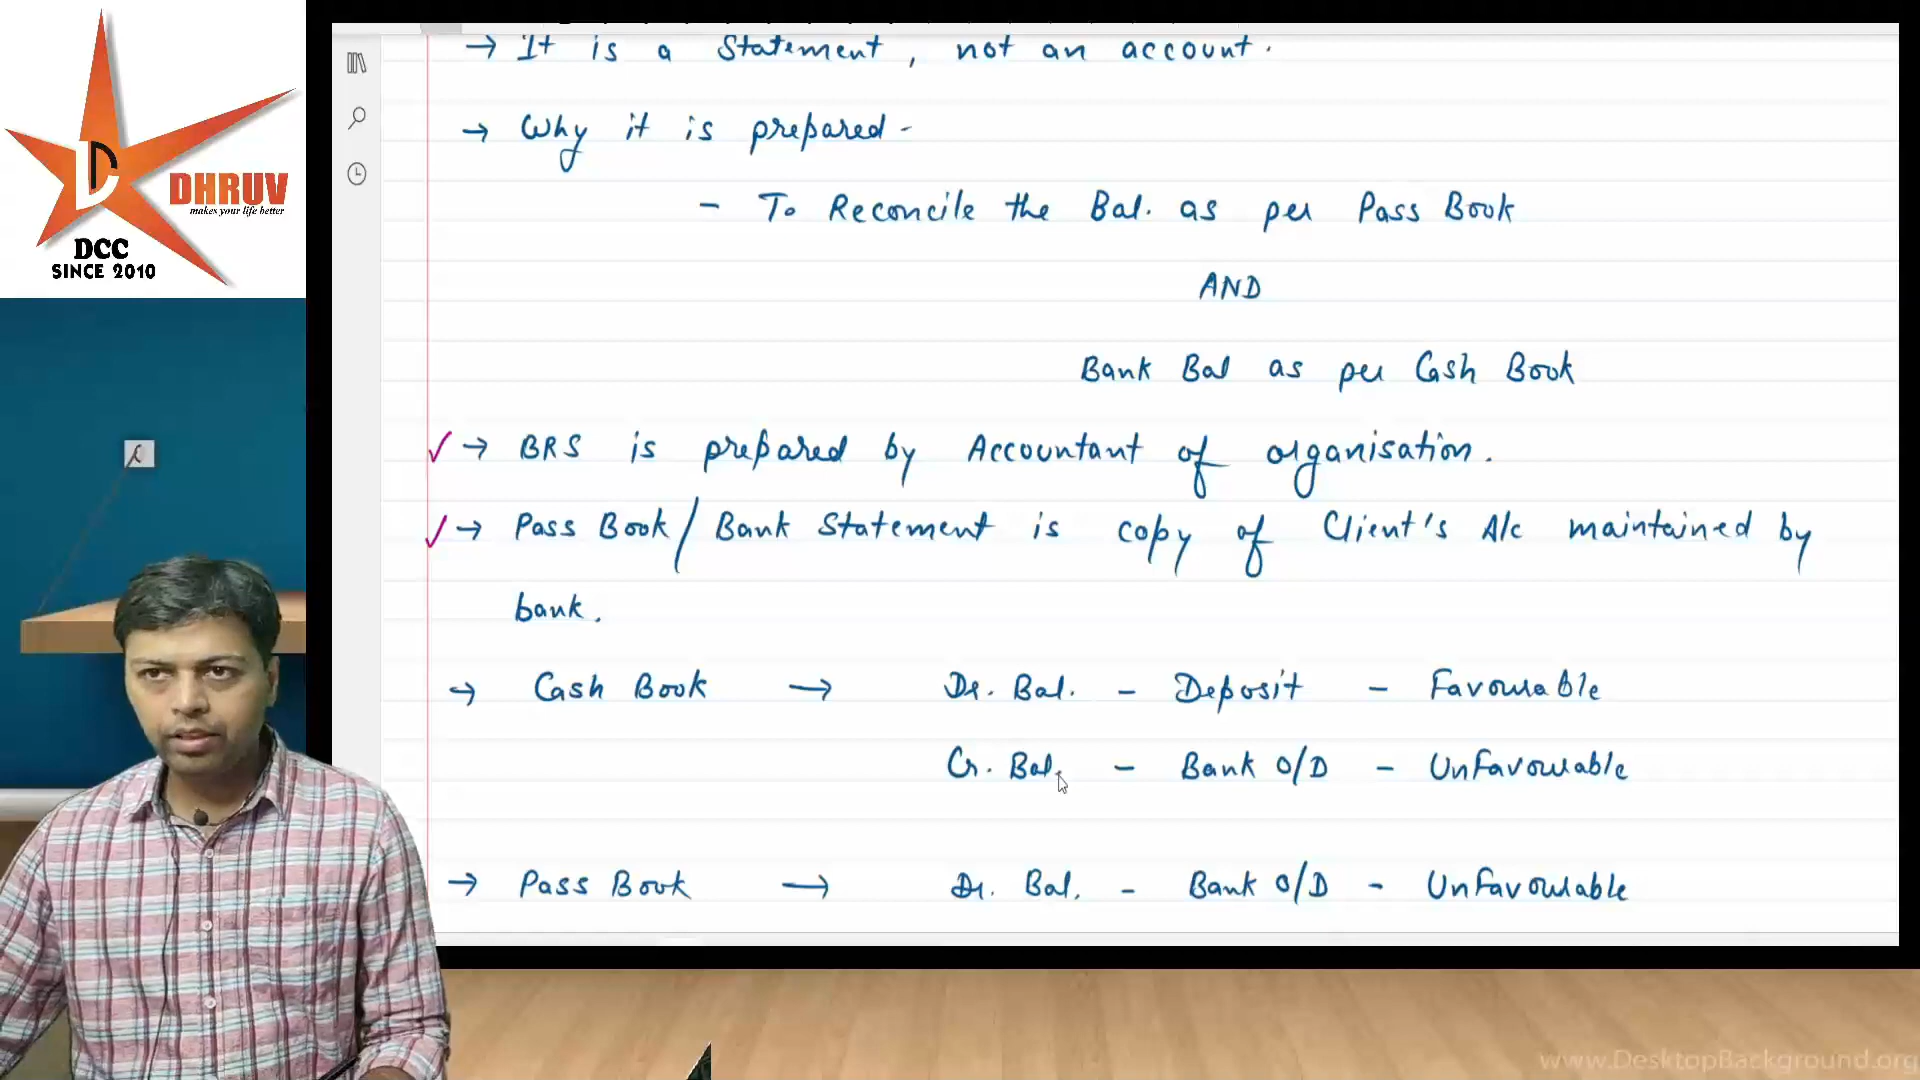 → It is a Statement, not an account.
→ Why it is prepared -
- To Reconcile the Bal. as per Pass Book
AND
Bank Bal as per Cash Book
✓ → BRS is prepared by Accountant of organisation.
✓ → Pass Book/Bank Statement is copy of Client's A/c maintained by
bank.
→ Cash Book → Dr. Bal. - Deposit - Favourable
Cr. Bal. - Bank O/D - Unfavourable
→ Pass Book → Dr. Bal. - Bank O/D - Unfavourable
DHRUV
makes your life better
DCC
SINCE 2010
www.DesktopBackground.org